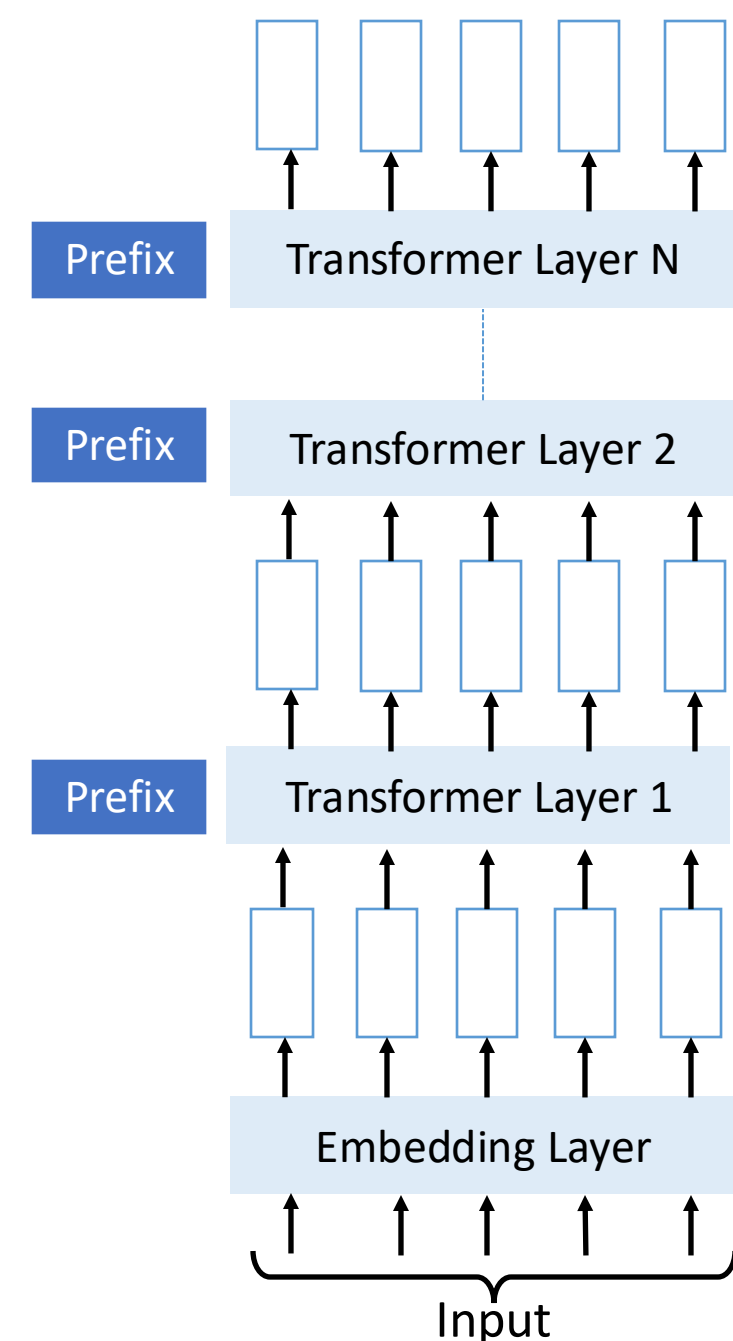 Prefix
Transformer Layer N
Prefix
Transformer Layer 2
Prefix
Transformer Layer 1
Embedding Layer
Input